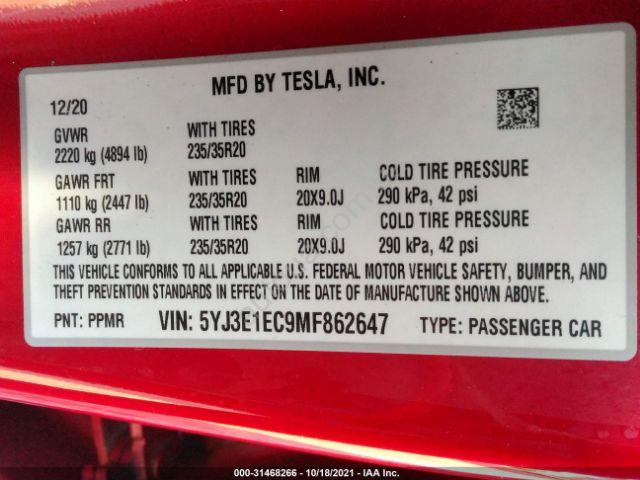 MFD BY TESLA, INC.
12/20
GVWR WITH TIRES
2220 kg (4894 lb) 235/35R20
GAWR FRT WITH TIRES RIM COLD TIRE PRESSURE
1110 kg (2447 lb) 235/35R20 20X9.0J 290 kPa, 42 psi
GAWR RR WITH TIRES RIM COLD TIRE PRESSURE
1257 kg (2771 lb) 235/35R20 20X9.0J 290 kPa, 42 psi
THIS VEHICLE CONFORMS TO ALL APPLICABLE U.S. FEDERAL MOTOR VEHICLE SAFETY, BUMPER, AND
THEFT PREVENTION STANDARDS IN EFFECT ON THE DATE OF MANUFACTURE SHOWN ABOVE.
PNT: PPMR VIN: 5YJ3E1EC9MF862647 TYPE: PASSENGER CAR
000-31468266 - 10/18/2021 - IAA Inc.